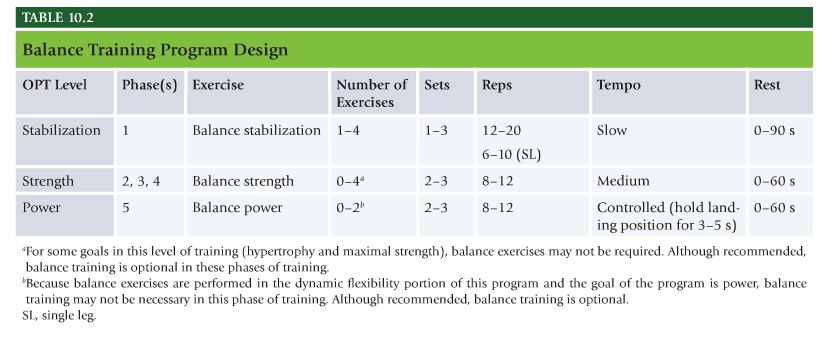 TABLE 10.2
Balance Training Program Design
OPT Level Phase(s) Exercise Number of Exercises Sets Reps Tempo Rest
Stabilization 1 Balance stabilization 1–4 1–3 12–20 Slow 0–90 s
6–10 (SL)
Strength 2, 3, 4 Balance strength 0–4ᵃ 2–3 8–12 Medium 0–60 s
Power 5 Balance power 0–2ᵇ 2–3 8–12 Controlled (hold land- 0–60 s
ing position for 3–5 s)
ᵃFor some goals in this level of training (hypertrophy and maximal strength), balance exercises may not be required. Although recommended,
balance training is optional in these phases of training.
ᵇBecause balance exercises are performed in the dynamic flexibility portion of this program and the goal of the program is power, balance
training may not be necessary in this phase of training. Although recommended, balance training is optional.
SL, single leg.